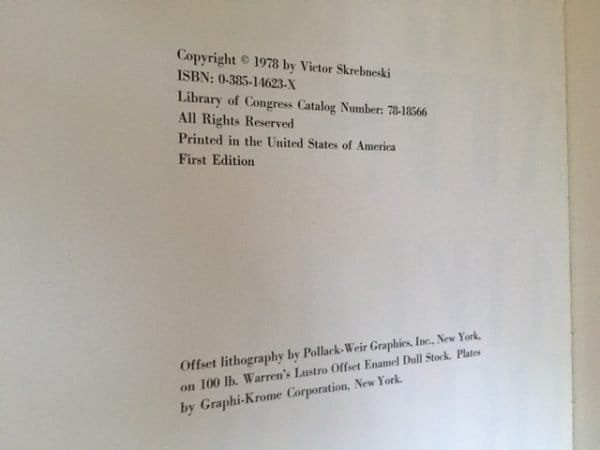 Copyright © 1978 by Victor Skrebneski
ISBN: 0-385-14623-X
Library of Congress Catalog Number: 78-18566
All Rights Reserved
Printed in the United States of America
First Edition
Offset lithography by Pollack-Weir Graphics, Inc., New York,
on 100 lb. Warren's Lustro Offset Enamel Dull Stock. Plates
by Graphi-Krome Corporation, New York.